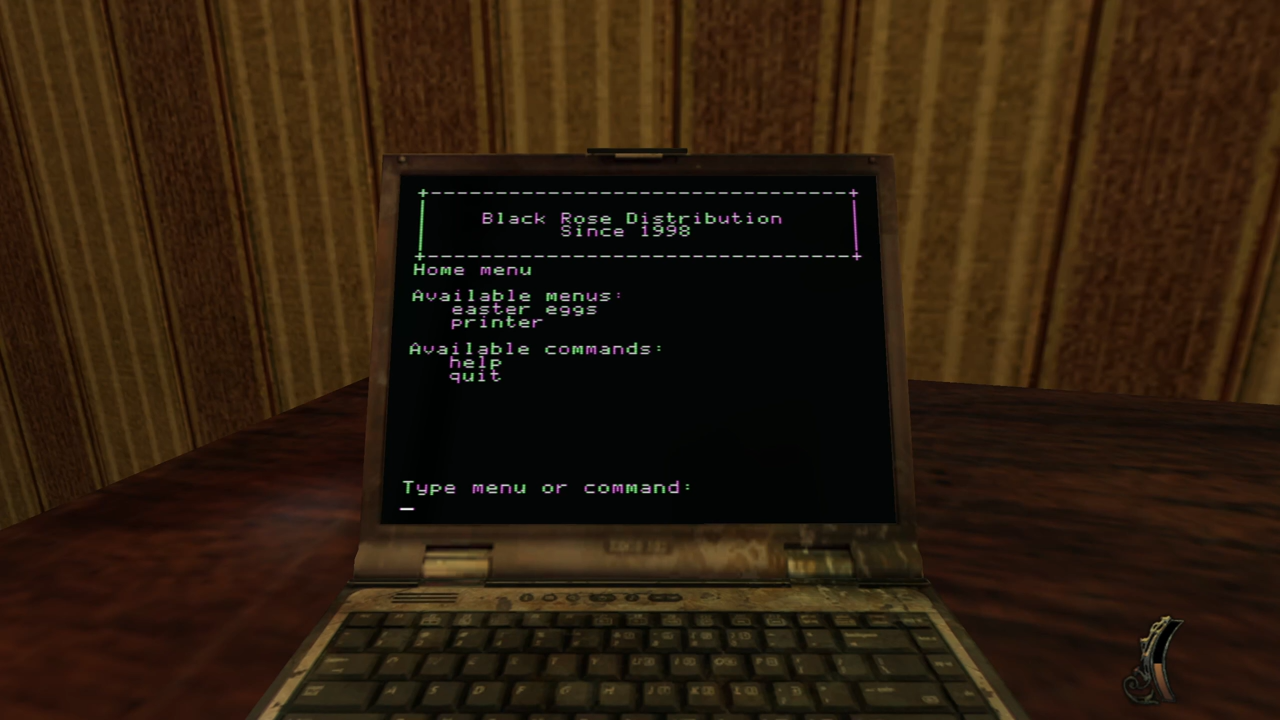 Black Rose Distribution
Since 1998
Home menu
Available menus:
easter eggs
printer
Available commands:
help
quit
Type menu or command: